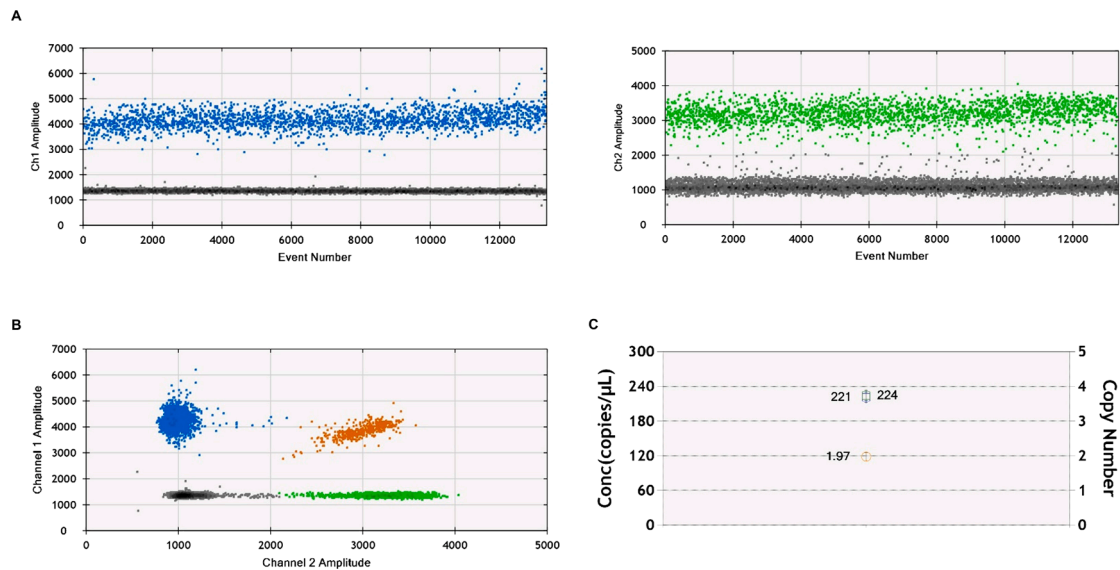 A
7000
6000
5000
4000
3000
2000
1000
0
Ch1 Amplitude
0 2000 4000 6000 8000 10000 12000
Event Number
5000
4000
3000
2000
1000
0
Ch2 Amplitude
0 2000 4000 6000 8000 10000 12000
Event Number
B
7000
6000
5000
4000
3000
2000
1000
0
Channel 1 Amplitude
0 1000 2000 3000 4000 5000
Channel 2 Amplitude
C
300
240
180
120
60
0
Conc(copies/µL)
221 224
1.97
5
4
3
2
1
0
Copy Number